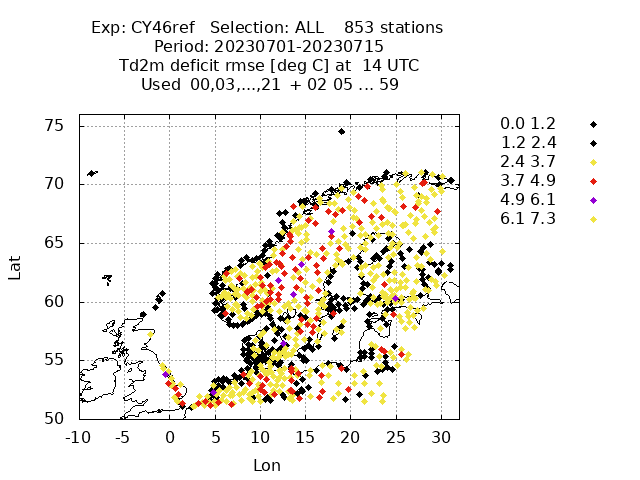 Exp: CY46ref   Selection: ALL    853 stations
Period: 20230701-20230715
Td2m deficit rmse [deg C] at  14 UTC
Used  00,03,...,21  + 02 05 ... 59
0.0 1.2
1.2 2.4
2.4 3.7
3.7 4.9
4.9 6.1
6.1 7.3
75
70
65
60
55
50
Lat
-10 -5 0 5 10 15 20 25 30
Lon